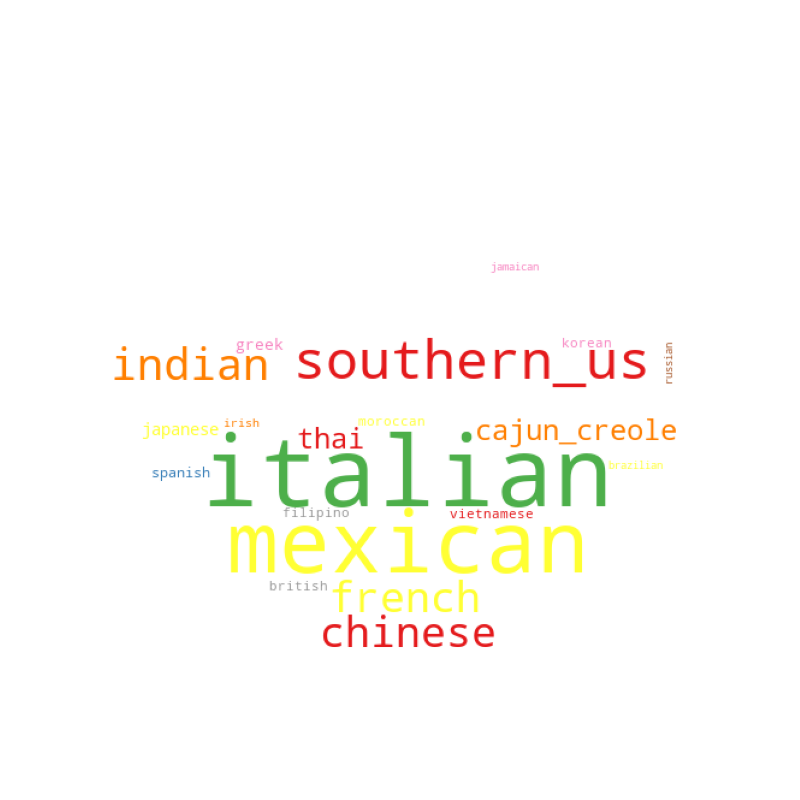 jamaican
greek
korean
southern_us
indian
russian
irish
moroccan
japanese
thai
cajun_creole
brazilian
spanish
italian
filipino
vietnamese
mexican
british
french
chinese